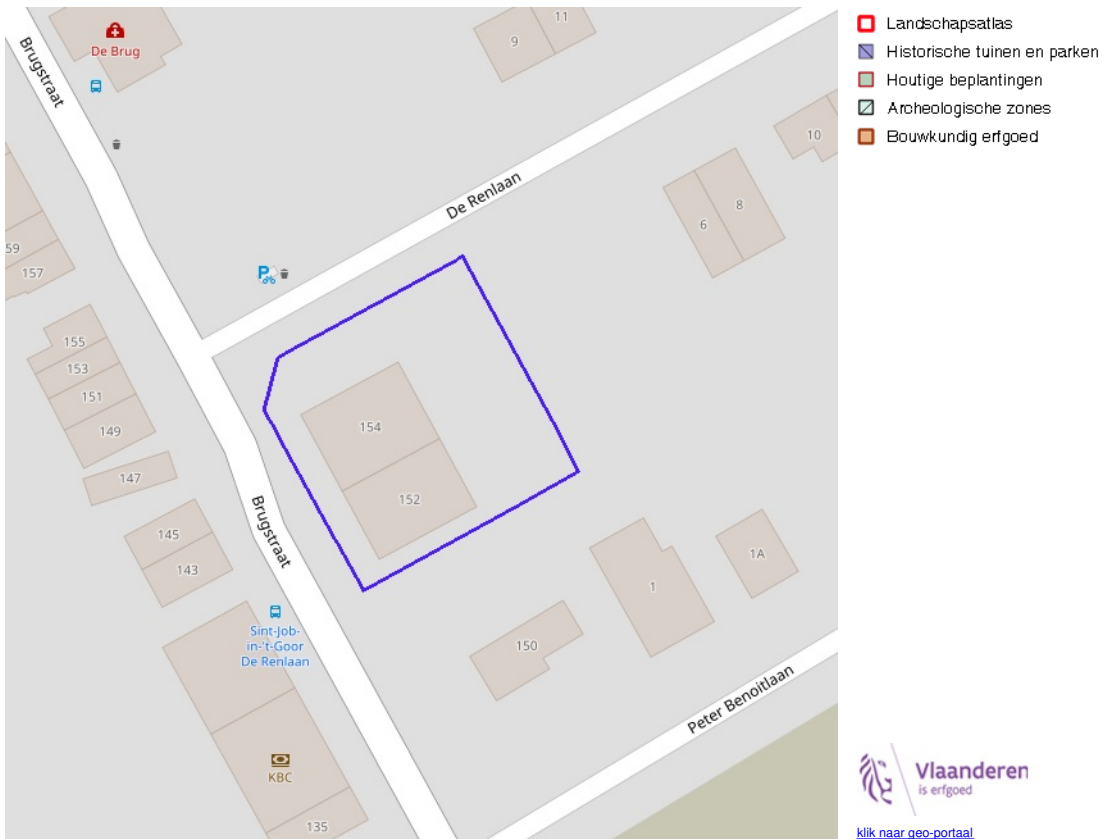 De Brug
Brugstraat
9
11
10
De Renlaan
6
8
59
157
P
155
153
151
149
147
154
152
145
143
Brugstraat
Sint-Job-
in-'t-Goor
De Renlaan
1
1A
150
Peter Benoitlaan
KBC
135
Landschapsatlas
Historische tuinen en parken
Houtige beplantingen
Archeologische zones
Bouwkundig erfgoed
Vlaanderen
is erfgoed
klik naar geo-portaal